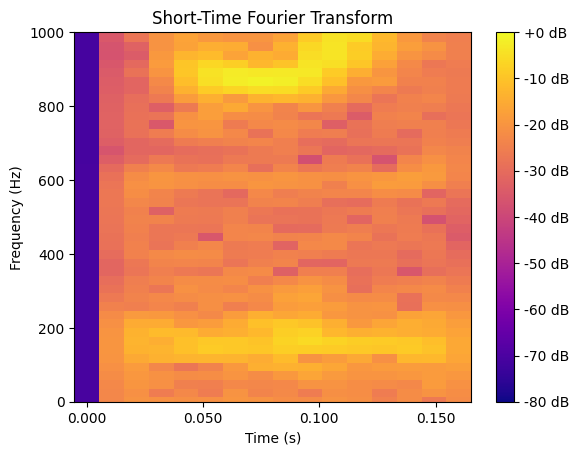 Short-Time Fourier Transform
1000
800
600
400
200
0
Frequency (Hz)
0.000
0.050
0.100
0.150
Time (s)
+0 dB
-10 dB
-20 dB
-30 dB
-40 dB
-50 dB
-60 dB
-70 dB
-80 dB